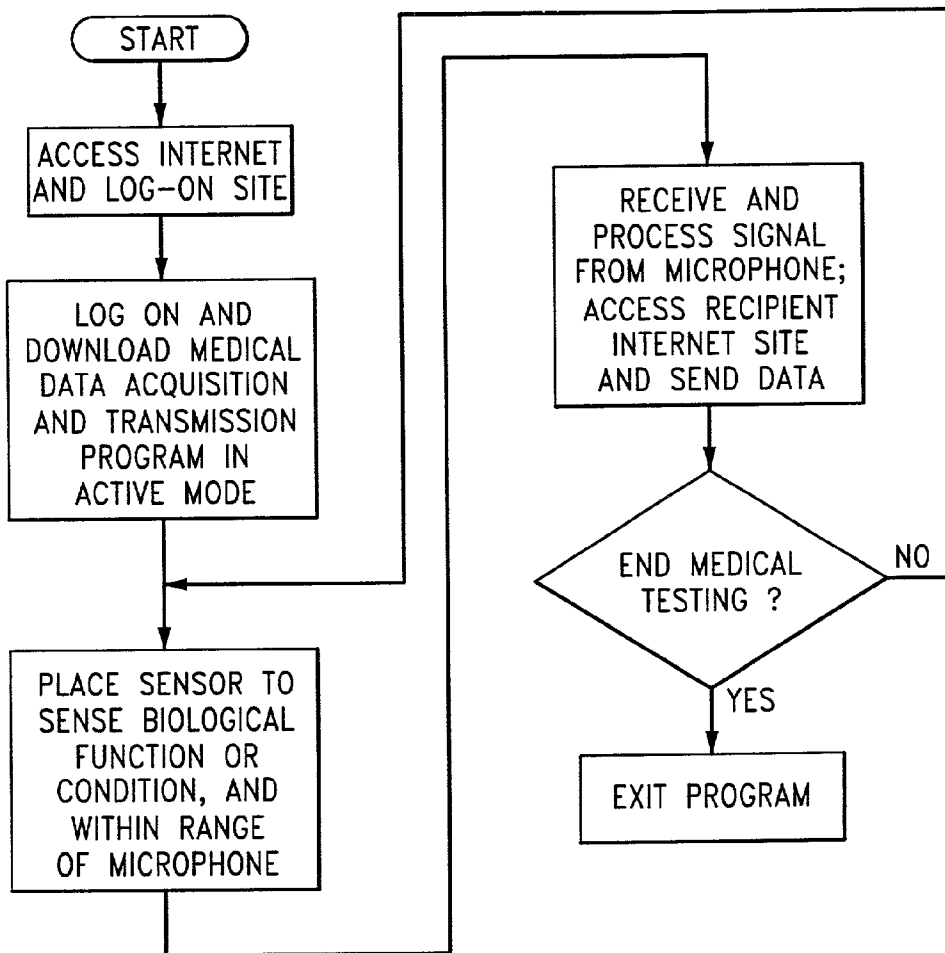 START
ACCESS INTERNET
AND LOG-ON SITE
LOG ON AND
DOWNLOAD MEDICAL
DATA ACQUISITION
AND TRANSMISSION
PROGRAM IN
ACTIVE MODE
PLACE SENSOR TO
SENSE BIOLOGICAL
FUNCTION OR
CONDITION, AND
WITHIN RANGE
OF MICROPHONE
RECEIVE AND
PROCESS SIGNAL
FROM MICROPHONE;
ACCESS RECIPIENT
INTERNET SITE
AND SEND DATA
END MEDICAL
TESTING ?
NO
YES
EXIT PROGRAM